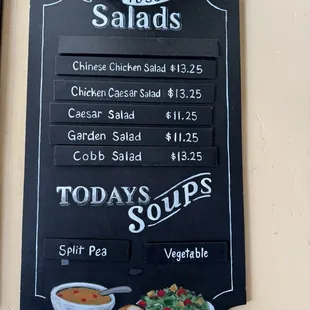 Salads
Chinese Chicken Salad $13.25
Chicken Caesar Salad $13.25
Caesar Salad $11.25
Garden Salad $11.25
Cobb Salad $13.25
TODAYS
Soups
Split Pea
Vegetable